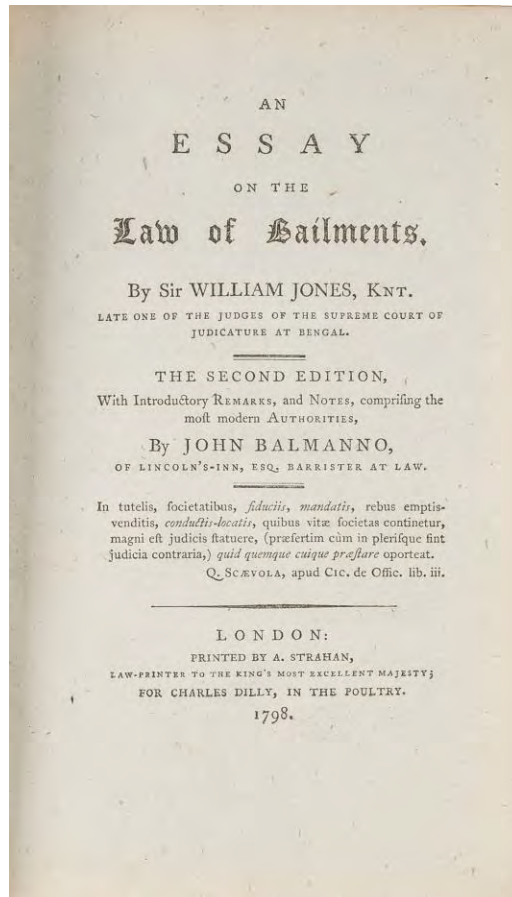 AN
ESSAY
ON THE
Law of Bailments.
By Sir WILLIAM JONES, KNT.
LATE ONE OF THE JUDGES OF THE SUPREME COURT OF
JUDICATURE AT BENGAL.
THE SECOND EDITION,
With Introductory REMARKS, and NOTES, compriſing the
moſt modern AUTHORITIES,
By JOHN BALMANNO,
OF LINCOLN'S-INN, ESQ. BARRISTER AT LAW.
In tutelis, ſocietatibus, fiduciis, mandatis, rebus emptis-
venditis, conductis-locatis, quibus vitæ ſocietas continetur,
magni eſt judicis ſtatuere, (præſertim cùm in pleriſque ſint
judicia contraria,) quid quemque cuique præſtare oporteat.
Q. SCÆVOLA, apud CIC. de Offic. lib. iii.
LONDON:
PRINTED BY A. STRAHAN,
LAW-PRINTER TO THE KING'S MOST EXCELLENT MAJESTY;
FOR CHARLES DILLY, IN THE POULTRY.
1798.